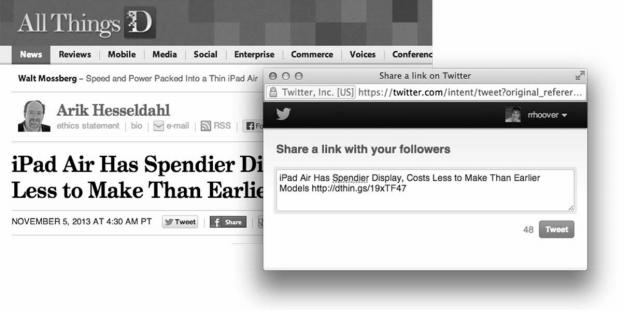 All Things D
News Reviews Mobile Media Social Enterprise Commerce Voices Conferenc
Walt Mossberg – Speed and Power Packed Into a Thin iPad Air
Arik Hesseldahl
ethics statement | bio | e-mail | RSS | F
iPad Air Has Spendier Di
Less to Make Than Earlie
NOVEMBER 5, 2013 AT 4:30 AM PT Tweet Share
Share a link on Twitter
Twitter, Inc. [US] https://twitter.com/intent/tweet?original_referer...
rrhoover
Share a link with your followers
iPad Air Has Spendier Display, Costs Less to Make Than Earlier
Models http://dthin.gs/19xTF47
48 Tweet